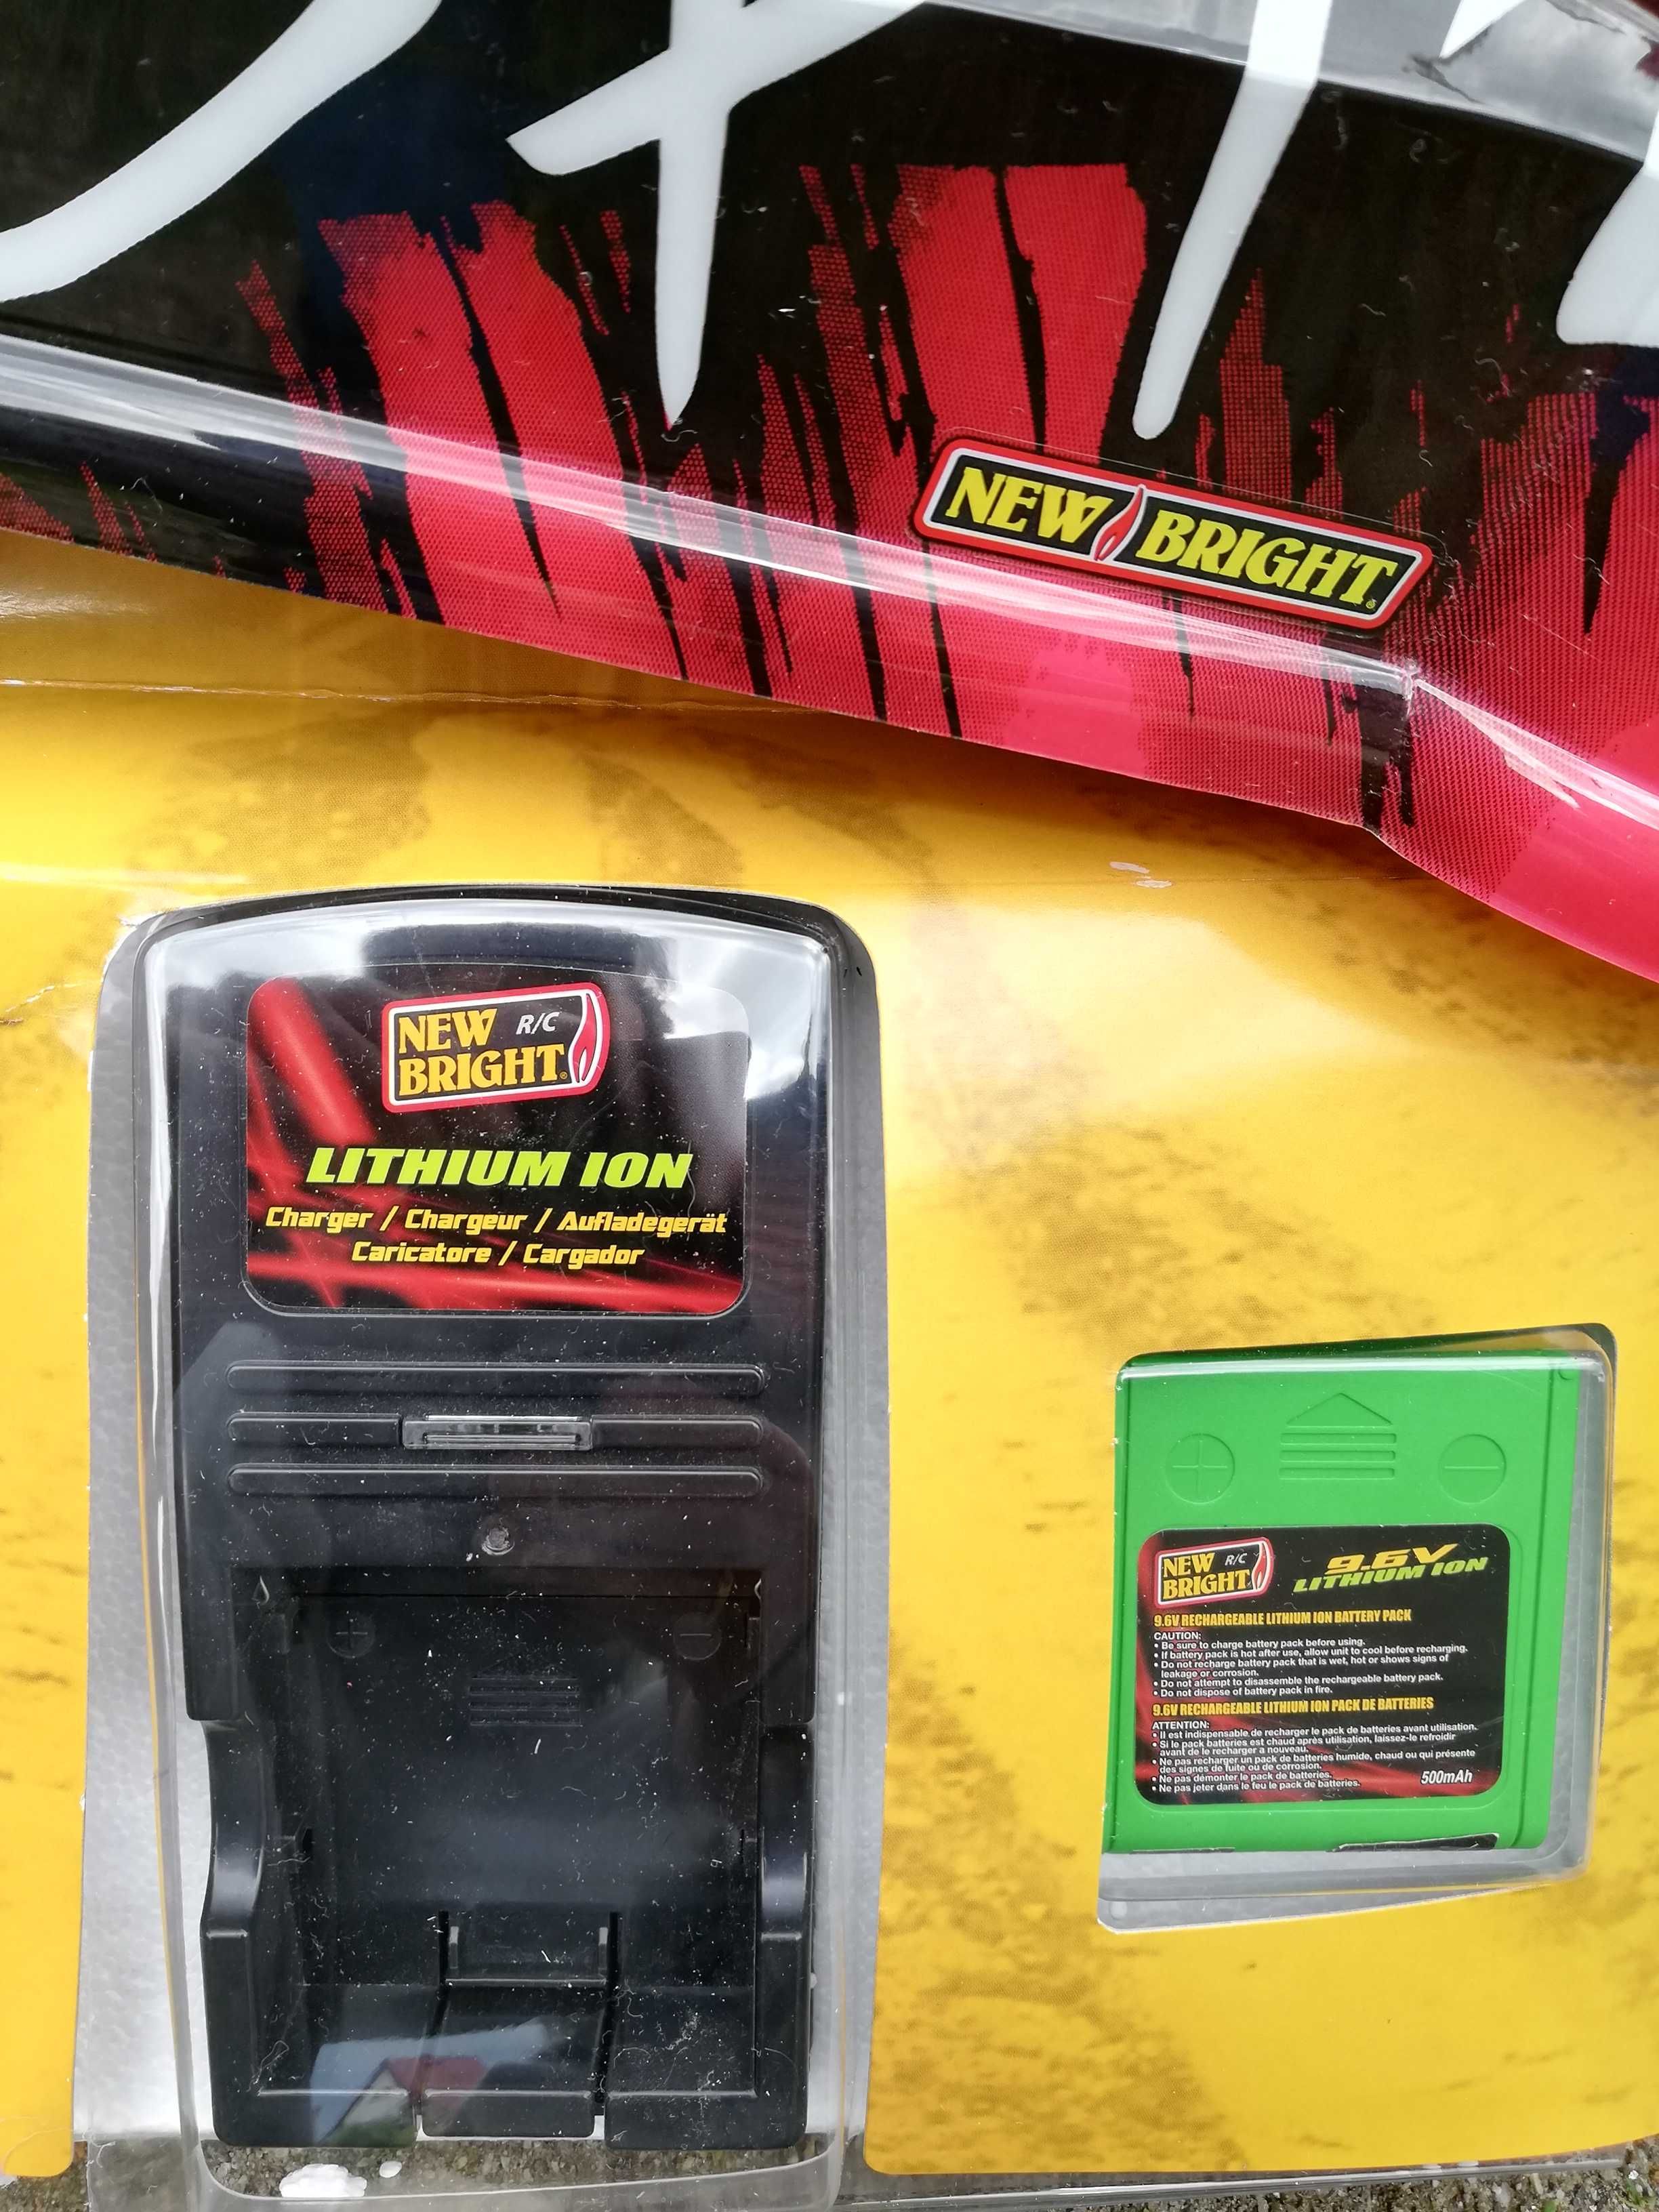 NEW BRIGHT
NEW R/C
BRIGHT
LITHIUM ION
Charger / Chargeur / Aufladegerät
Caricatore / Cargador
NEW R/C
BRIGHT
9.6V
LITHIUM ION
9.6V RECHARGEABLE LITHIUM ION BATTERY PACK
CAUTION:
• Be sure to charge battery pack before using.
• If battery pack is hot after use, allow unit to cool before recharging.
• Do not recharge battery pack that is wet, hot or shows signs of
leakage or corrosion.
• Do not attempt to disassemble the rechargeable battery pack.
• Do not dispose of battery pack in fire.
9.6V RECHARGEABLE LITHIUM ION PACK DE BATTERIES
ATTENTION:
• Il est indispensable de recharger le pack de batteries avant utilisation.
• Si le pack batteries est chaud après utilisation, laissez-le refroidir
avant de le recharger a nouveau.
• Ne pas recharger un pack de batteries humide, chaud ou qui présente
des signes de fuite ou de corrosion.
• Ne pas démonter le pack de batteries.
• Ne pas jeter dans le feu le pack de batteries.
500mAh